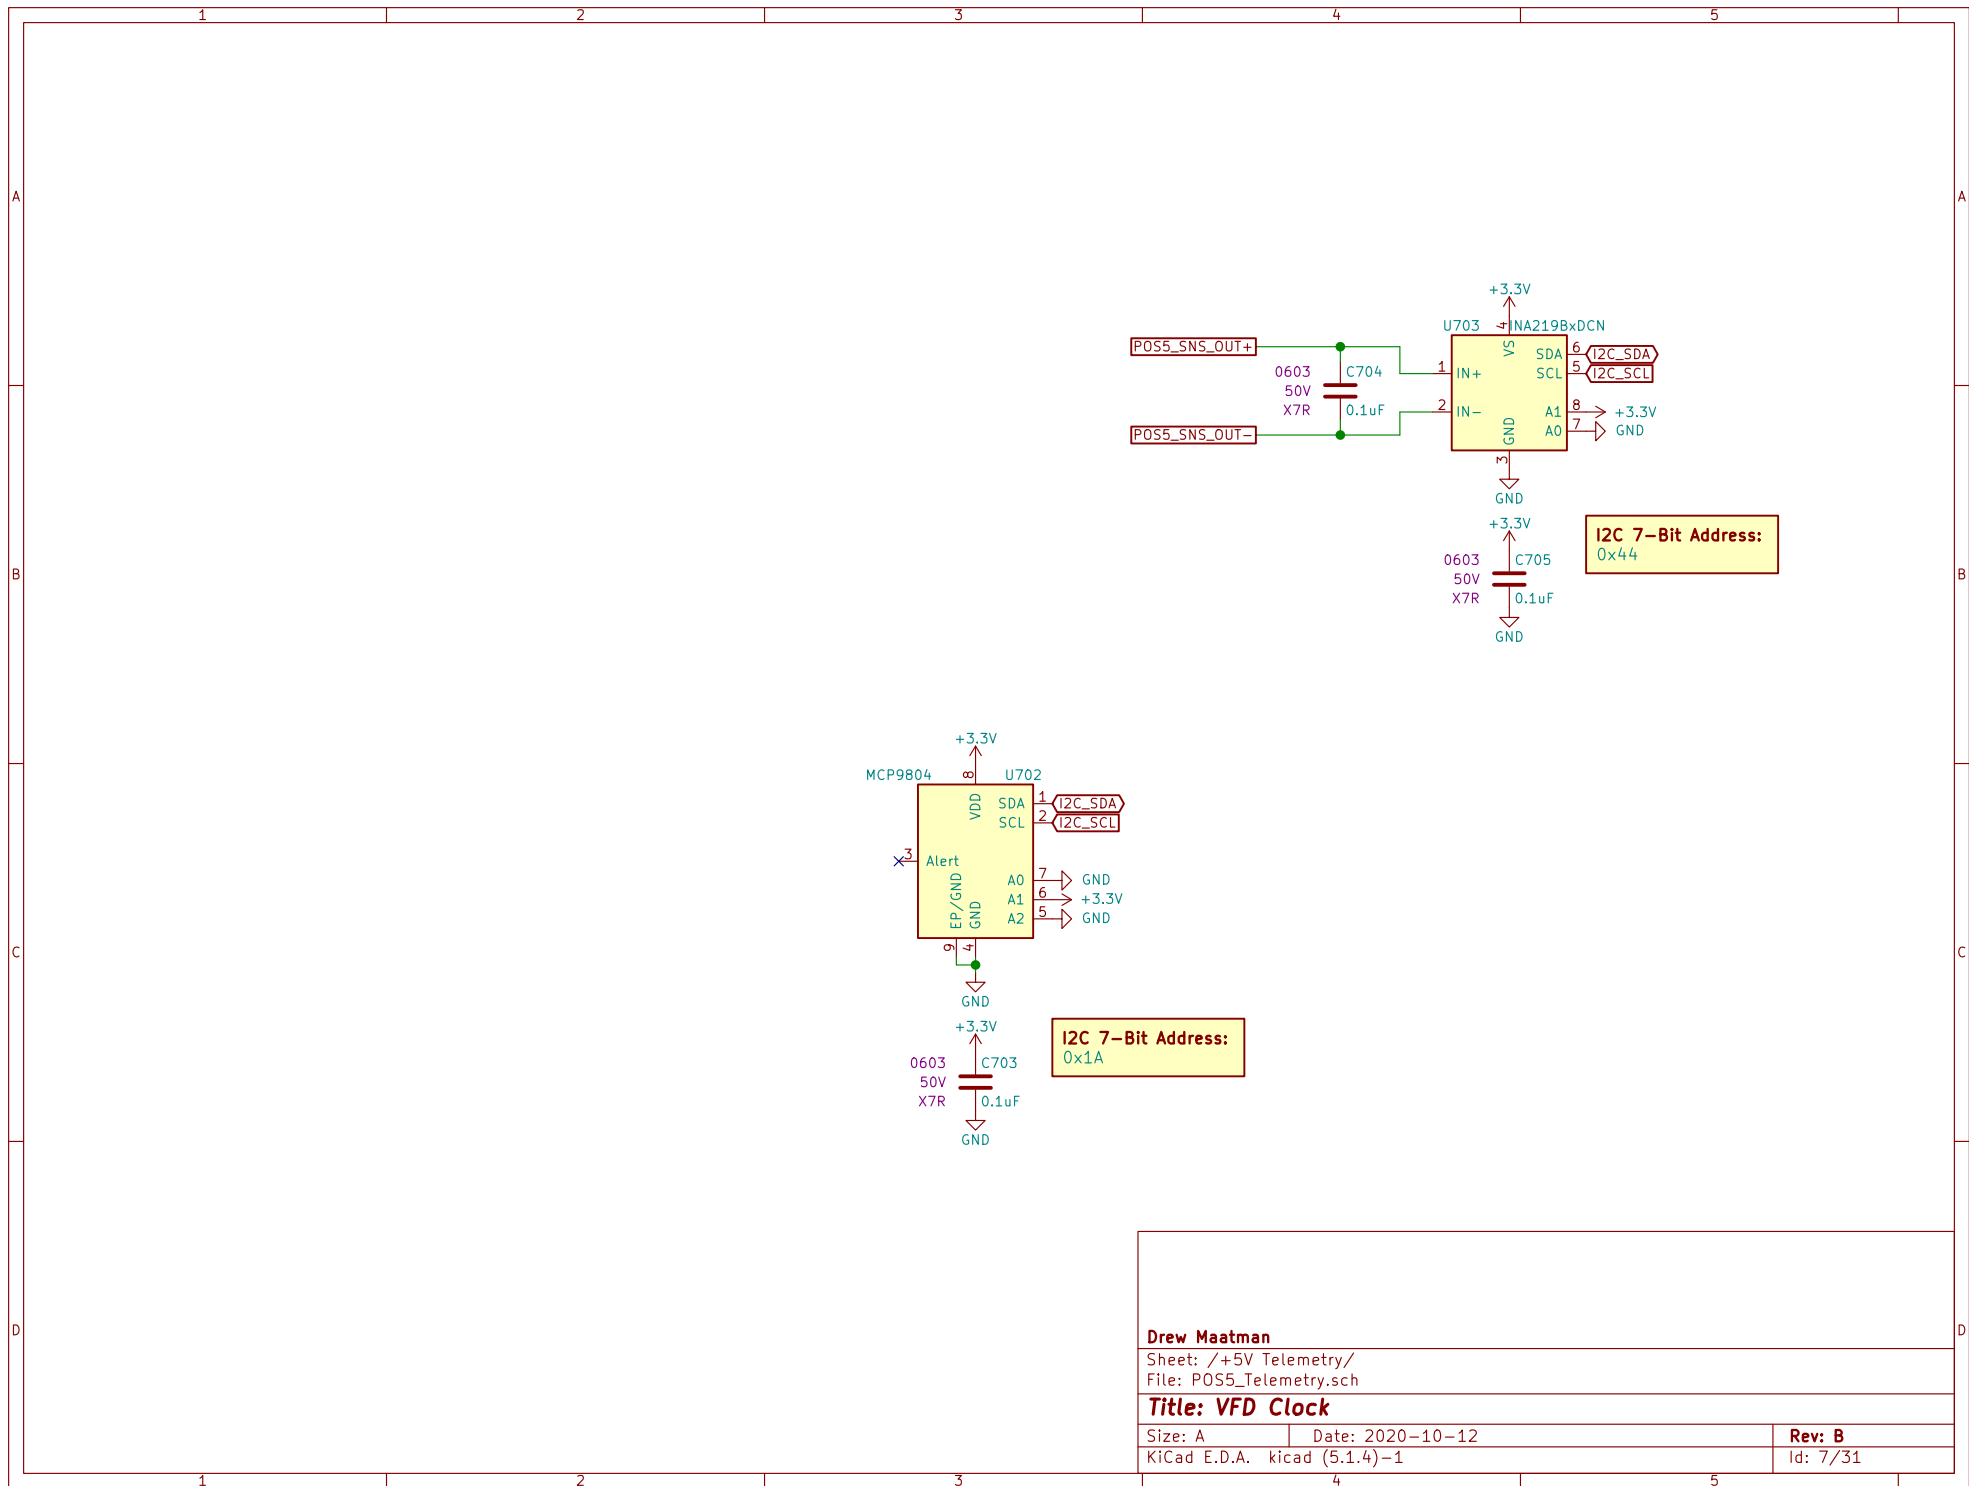 1 2 3 4 5
A A
B B
C C
D D
+3.3V
U703 INA219BxDCN
4
VS
POS5_SNS_OUT+
1 IN+
2 IN-
SDA 6 I2C_SDA
SCL 5 I2C_SCL
A1 8 +3.3V
A0 7 GND
GND
3
GND
0603 C704
50V
X7R 0.1uF
POS5_SNS_OUT-
+3.3V
0603 C705
50V
X7R 0.1uF
GND
I2C 7-Bit Address:
0x44
+3.3V
MCP9804 U702
8
VDD
SDA 1 I2C_SDA
SCL 2 I2C_SCL
3 Alert
A0 7 GND
A1 6 +3.3V
A2 5 GND
EP/GND
GND
9 4
GND
+3.3V
0603 C703
50V
X7R 0.1uF
GND
I2C 7-Bit Address:
0x1A
Drew Maatman
Sheet: /+5V Telemetry/
File: POS5_Telemetry.sch
Title: VFD Clock
Size: A Date: 2020-10-12 Rev: B
KiCad E.D.A. kicad (5.1.4)-1 Id: 7/31
1 2 3 4 5